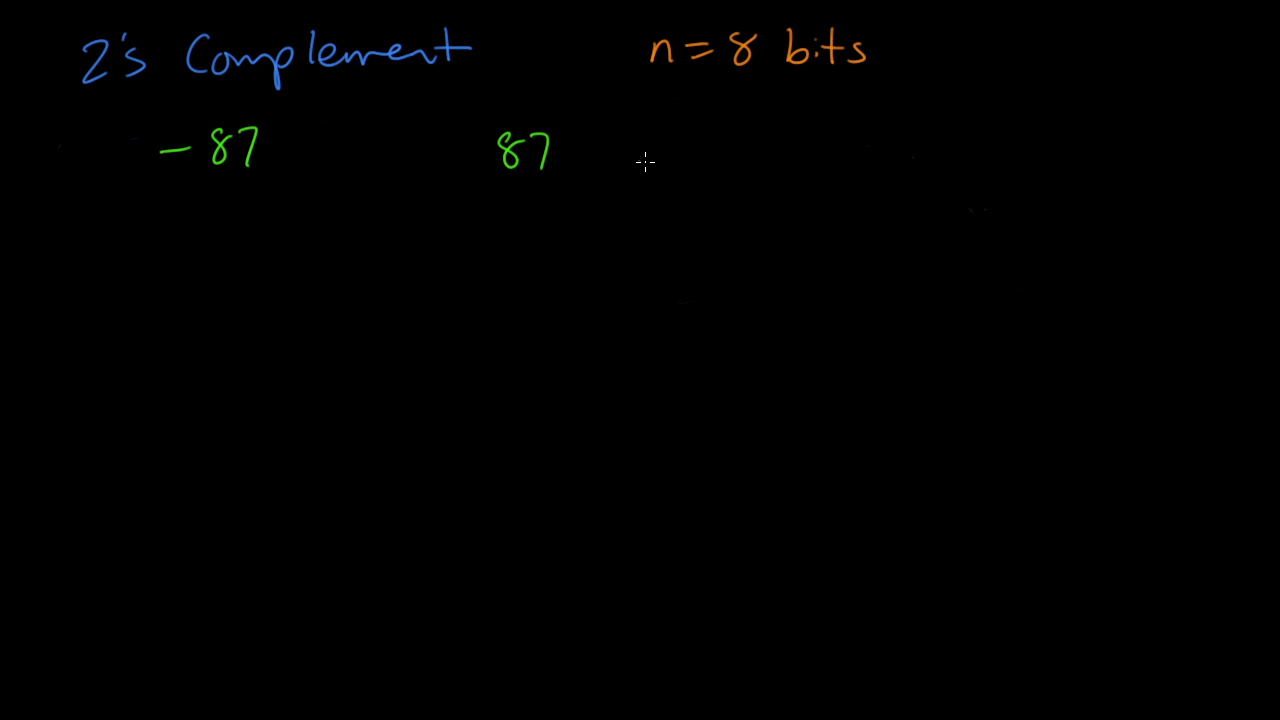 2's Complement n = 8 bits
- 87 87